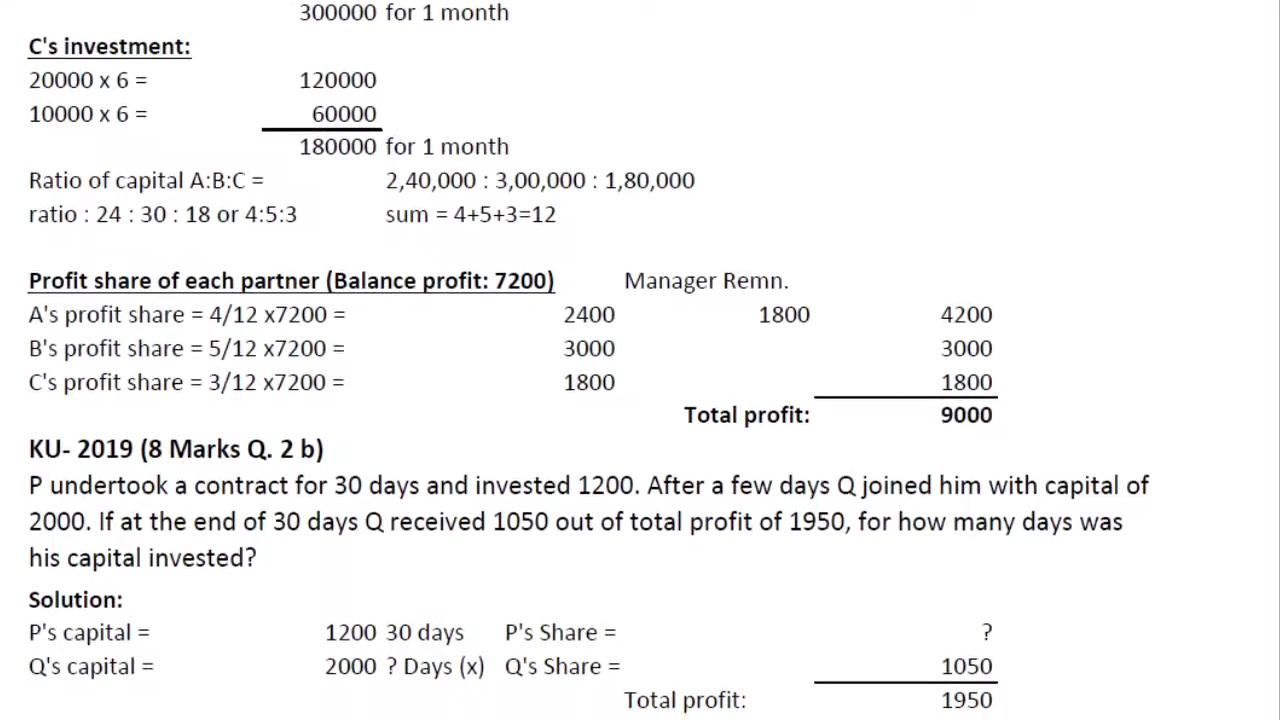 300000 for 1 month
C's investment:
20000 x 6 = 120000
10000 x 6 = 60000
180000 for 1 month
Ratio of capital A:B:C = 2,40,000 : 3,00,000 : 1,80,000
ratio : 24 : 30 : 18 or 4:5:3 sum = 4+5+3=12
Profit share of each partner (Balance profit: 7200) Manager Remn.
A's profit share = 4/12 x7200 = 2400 1800 4200
B's profit share = 5/12 x7200 = 3000 3000
C's profit share = 3/12 x7200 = 1800 1800
Total profit: 9000
KU- 2019 (8 Marks Q. 2 b)
P undertook a contract for 30 days and invested 1200. After a few days Q joined him with capital of
2000. If at the end of 30 days Q received 1050 out of total profit of 1950, for how many days was
his capital invested?
Solution:
P's capital = 1200 30 days P's Share = ?
Q's capital = 2000 ? Days (x) Q's Share = 1050
Total profit: 1950